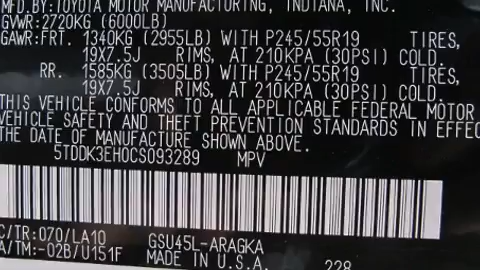 MFD.BY:TOYOTA MOTOR MANUFACTURING, INDIANA, INC.
GVWR:2720KG (6000LB)
GAWR:FRT. 1340KG (2955LB) WITH P245/55R19 TIRES,
19X7.5J RIMS, AT 210KPA (30PSI) COLD.
RR. 1585KG (3505LB) WITH P245/55R19 TIRES,
19X7.5J RIMS, AT 210KPA (30PSI) COLD.
THIS VEHICLE CONFORMS TO ALL APPLICABLE FEDERAL MOTOR
VEHICLE SAFETY AND THEFT PREVENTION STANDARDS IN EFFEC
THE DATE OF MANUFACTURE SHOWN ABOVE.
5TDDK3EH0CS093289 MPV
C/TR:070/LA10 GSU45L-ARAGKA
A/TM:-02B/U151F MADE IN U.S.A. 228